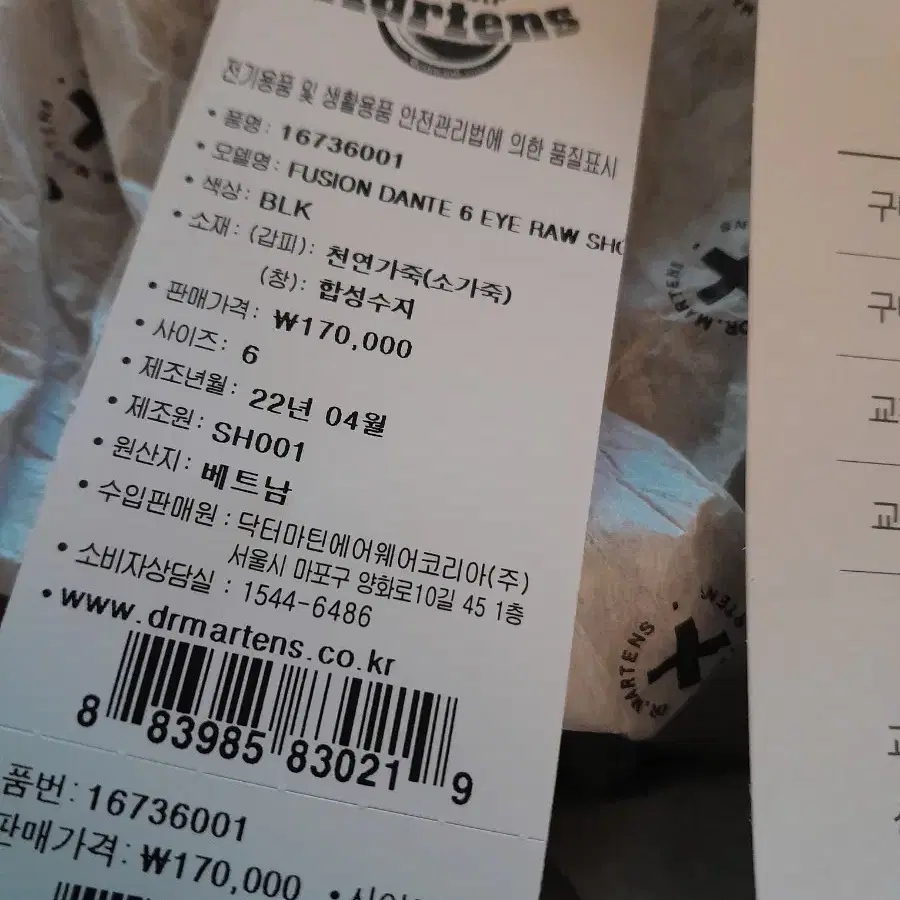 Martens
전기용품 및 생활용품 안전관리법에 의한 품질표시
• 품명 : 16736001
• 모델명 : FUSION DANTE 6 EYE RAW
• 색상 : BLK
• 소재 : (갑피) : 천연가죽(소가죽)
(창) : 합성수지
• 판매가격 : ₩170,000
• 사이즈 : 6
• 제조년월 : 22년 04월
• 제조원 : SH001
• 원산지 : 베트남
• 수입판매원 : 닥터마틴에어웨어코리아(주)
서울시 마포구 양화로10길 45 1층
• 소비자상담실 : 1544-6486
• www.drmartens.co.kr
8 83985 83021 9
품번 : 16736001
판매가격 : ₩170,000
DR.MARTENS
DR.MARTENS